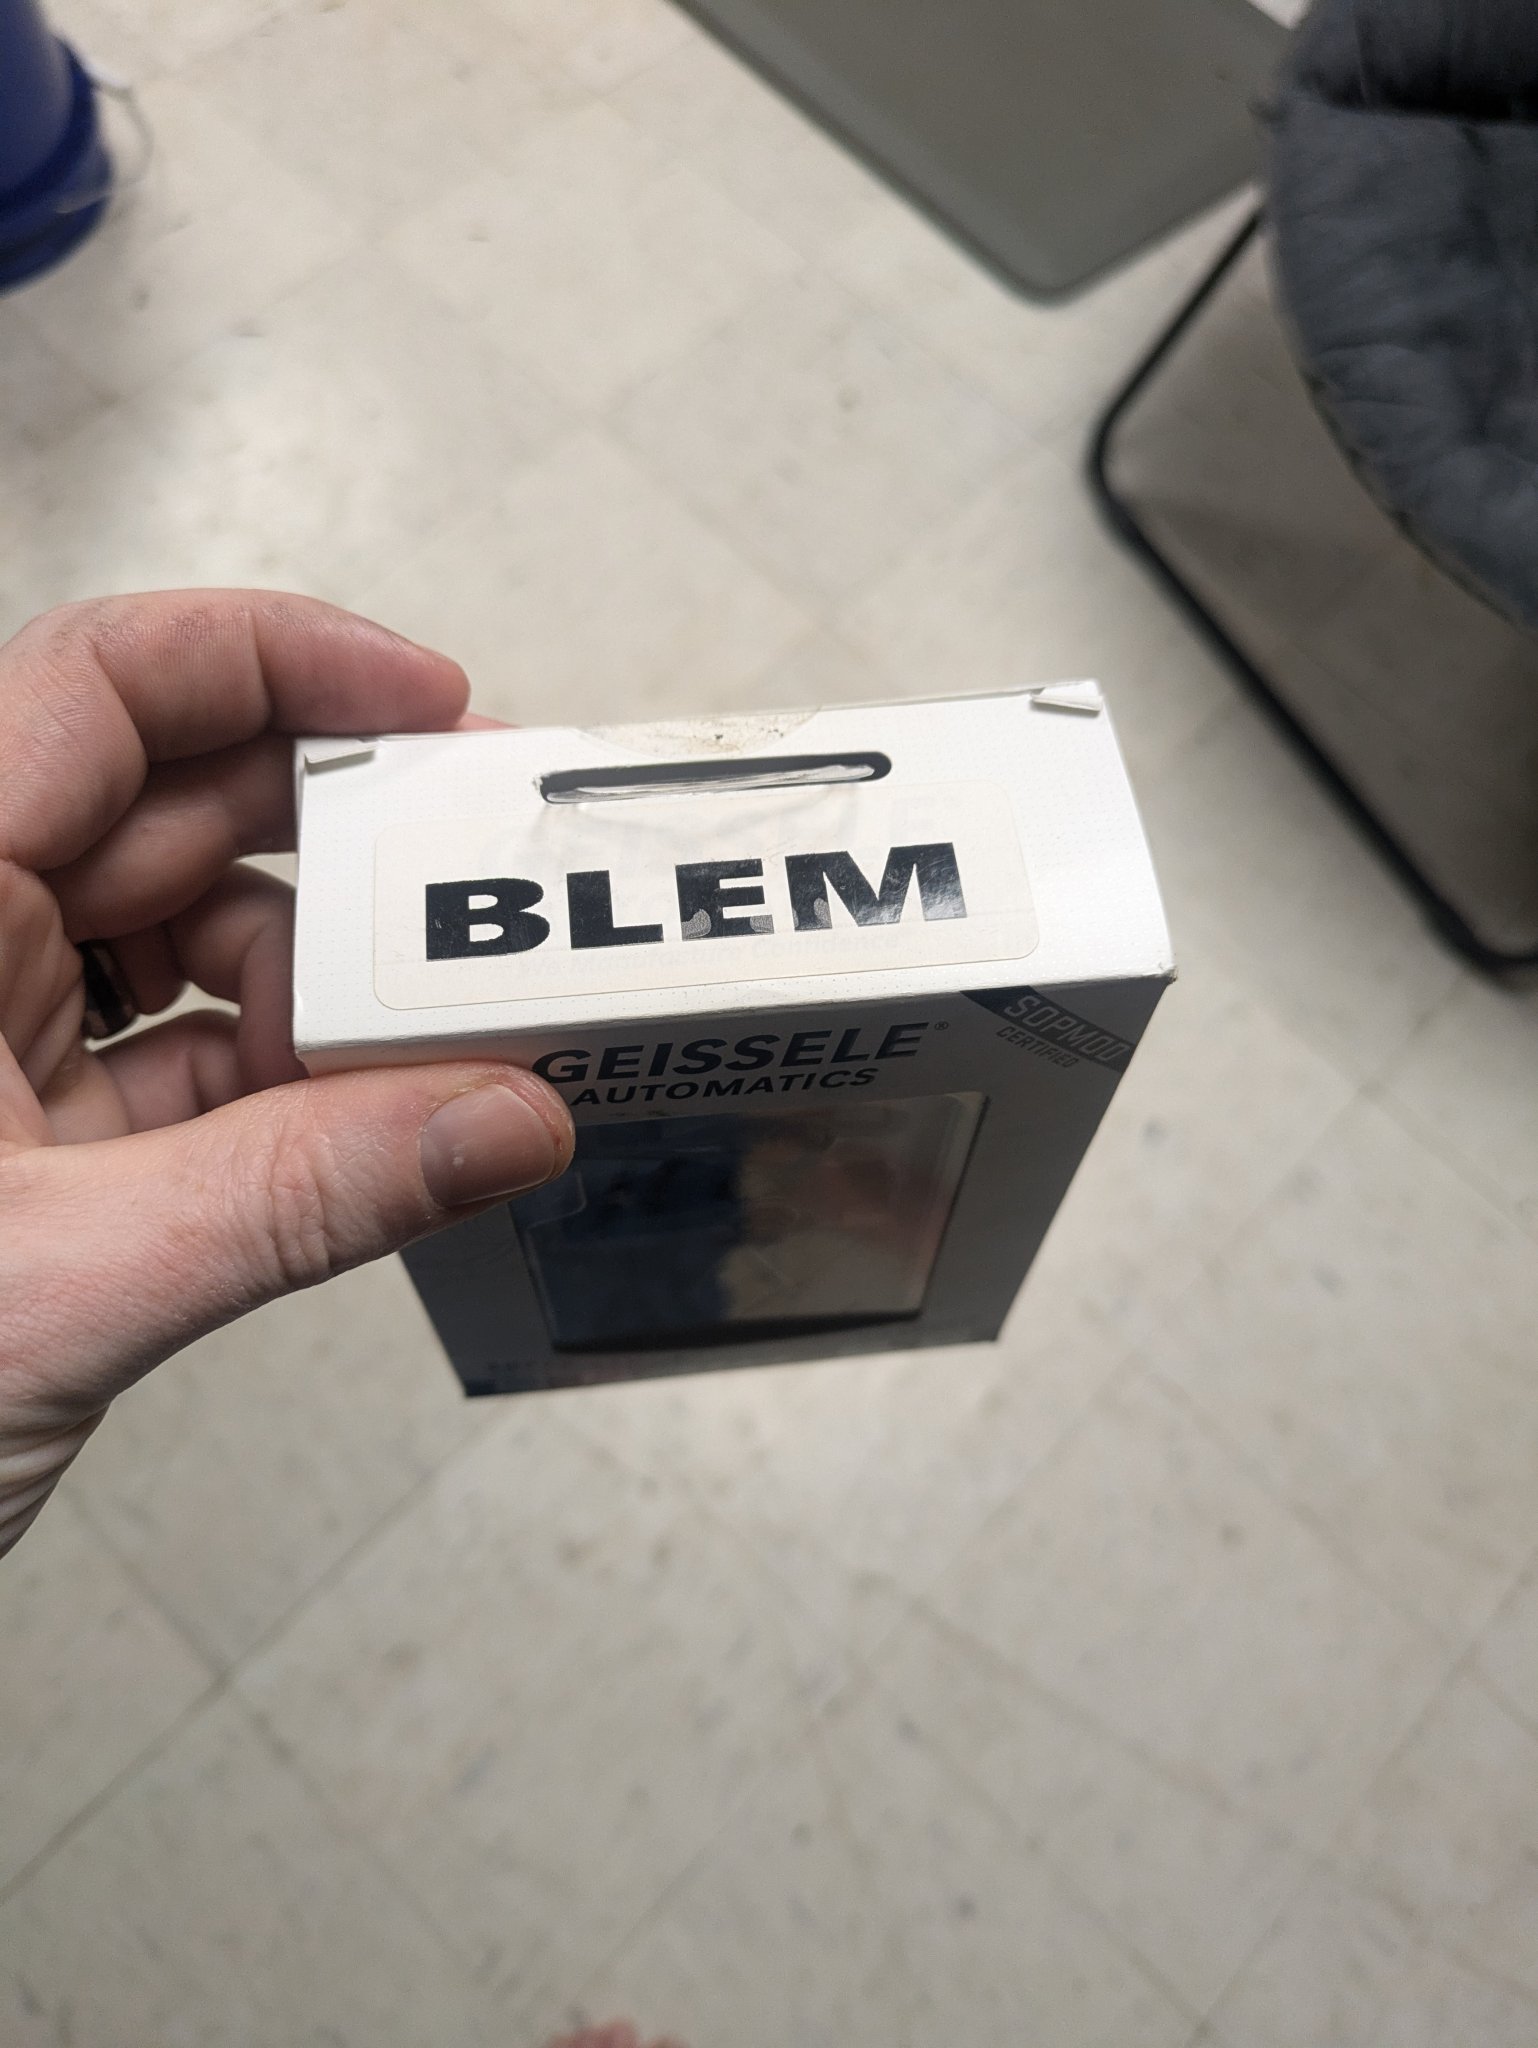 BLEM
GEISSELE®
AUTOMATICS
SOPMOD
CERTIFIED